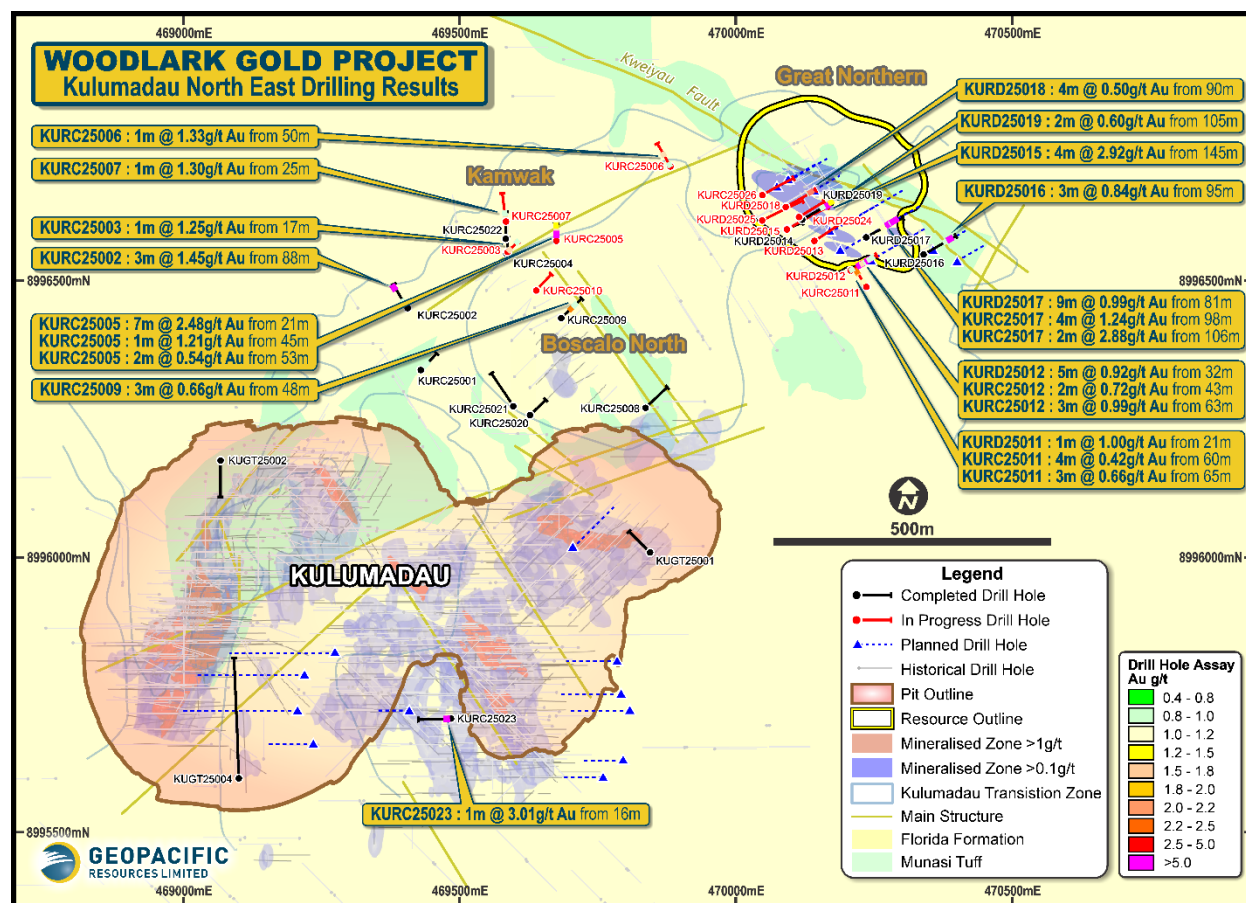 469000mE
469500mE
470000mE
470500mE
WOODLARK GOLD PROJECT
Kulumadau North East Drilling Results
Kweiyau Fault
Great Northern
KURD25018 : 4m @ 0.50g/t Au from 90m
KURD25019 : 2m @ 0.60g/t Au from 105m
KURD25015 : 4m @ 2.92g/t Au from 145m
KURD25016 : 3m @ 0.84g/t Au from 95m
KURC25006 : 1m @ 1.33g/t Au from 50m
KURC25007 : 1m @ 1.30g/t Au from 25m
KURC25003 : 1m @ 1.25g/t Au from 17m
KURC25002 : 3m @ 1.45g/t Au from 88m
KURC25005 : 7m @ 2.48g/t Au from 21m
KURC25005 : 1m @ 1.21g/t Au from 45m
KURC25005 : 2m @ 0.54g/t Au from 53m
KURC25009 : 3m @ 0.66g/t Au from 48m
Kamwak
KURC25006
KURC25007
KURC25022
KURC25003
KURC25005
KURC25004
KURC25010
KURC25002
KURC25009
Boscalo North
KURC25001
KURC25021
KURC25020
KURC25008
KURC25026
KURD25018
KURD25019
KURD25025
KURD25024
KURD25015
KURD25014
KURD25013
KURD25017
KURD25016
KURD25012
KURC25011
8996500mN
8996500mN
KURD25017 : 9m @ 0.99g/t Au from 81m
KURC25017 : 4m @ 1.24g/t Au from 98m
KURC25017 : 2m @ 2.88g/t Au from 106m
KURD25012 : 5m @ 0.92g/t Au from 32m
KURC25012 : 2m @ 0.72g/t Au from 43m
KURC25012 : 3m @ 0.99g/t Au from 63m
KURD25011 : 1m @ 1.00g/t Au from 21m
KURC25011 : 4m @ 0.42g/t Au from 60m
KURC25011 : 3m @ 0.66g/t Au from 65m
N
500m
KUGT25002
KUGT25001
8996000mN
8996000mN
KULUMADAU
KURC25023
KUGT25004
KURC25023 : 1m @ 3.01g/t Au from 16m
Legend
Completed Drill Hole
In Progress Drill Hole
Planned Drill Hole
Historical Drill Hole
Pit Outline
Resource Outline
Mineralised Zone >1g/t
Mineralised Zone >0.1g/t
Kulumadau Transistion Zone
Main Structure
Florida Formation
Munasi Tuff
Drill Hole Assay
Au g/t
0.4 - 0.8
0.8 - 1.0
1.0 - 1.2
1.2 - 1.5
1.5 - 1.8
1.8 - 2.0
2.0 - 2.2
2.2 - 2.5
2.5 - 5.0
>5.0
8995500mN
8995500mN
GEOPACIFIC
RESOURCES LIMITED
469000mE
469500mE
470000mE
470500mE